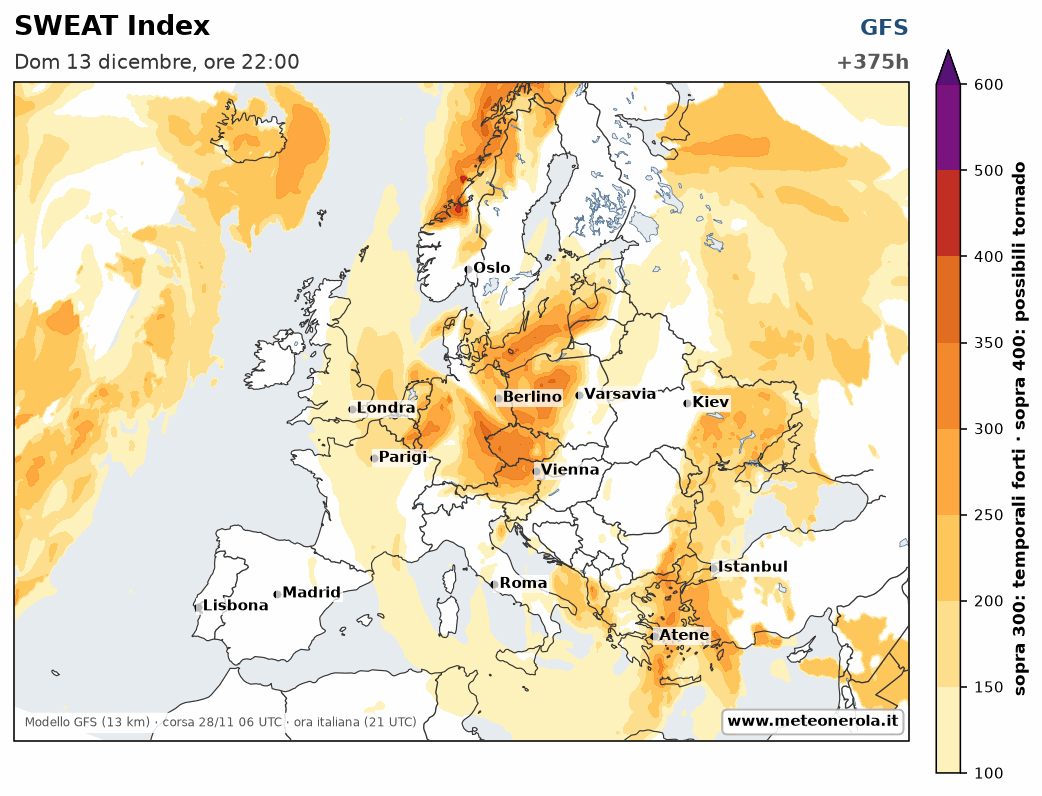 SWEAT Index
GFS
Dom 13 dicembre, ore 22:00
+375h
600
500
400
350
300
250
200
150
100
sopra 300: temporali forti · sopra 400: possibili tornado
Oslo
Londra
Berlino
Varsavia
Kiev
Parigi
Vienna
Istanbul
Roma
Madrid
Lisbona
Atene
Modello GFS (13 km) · corsa 28/11 06 UTC · ora italiana (21 UTC)
www.meteonerola.it